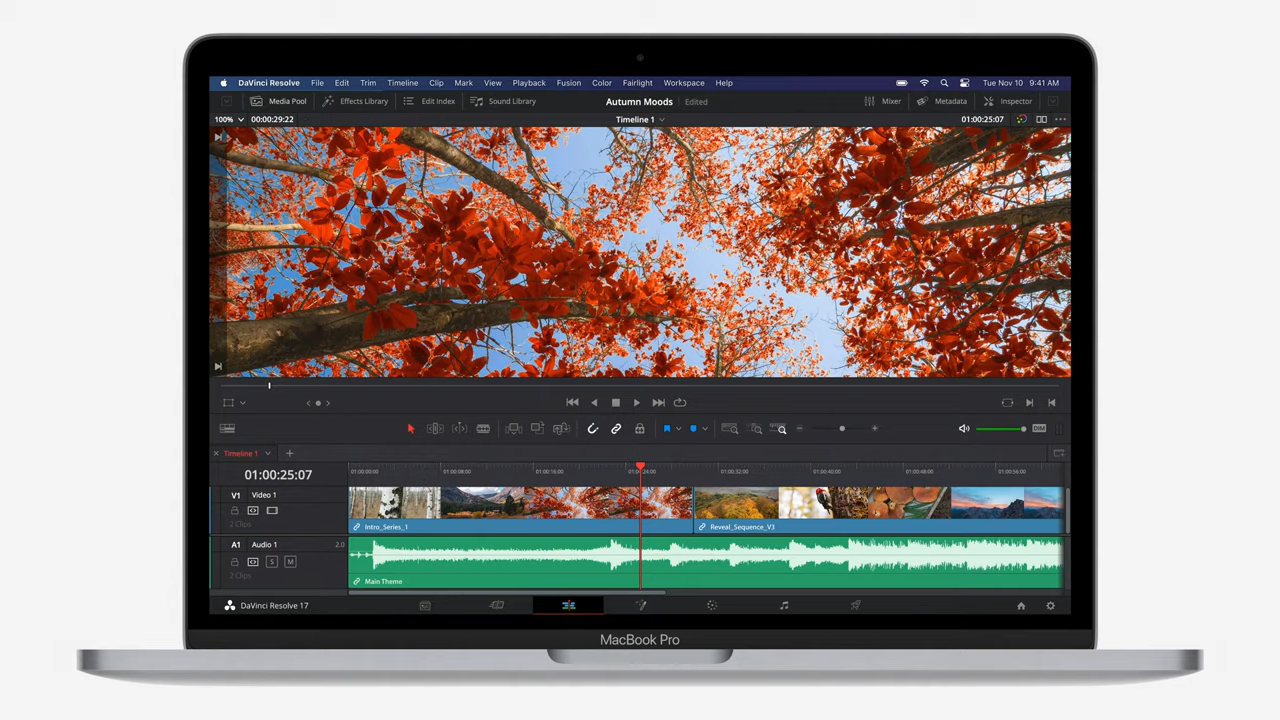 DaVinci Resolve File Edit Trim Timeline Clip Mark View Playback Fusion Color Fairlight Workspace Help Tue Nov 10 9:41 AM
Media Pool Effects Library Edit Index Sound Library Autumn Moods Edited Mixer Metadata Inspector
100% 00:00:29:22 Timeline 1 01:00:25:07
DIM
Timeline 1
01:00:25:07 01:00:00:00 01:00:08:00 01:00:16:00 01:00:24:00 01:00:32:00 01:00:40:00 01:00:48:00 01:00:56:00
V1 Video 1
2 Clips Intro_Series_1 Reveal_Sequence_V3
A1 Audio 1 2.0
S M
2 Clips Main Theme
DaVinci Resolve 17
MacBook Pro